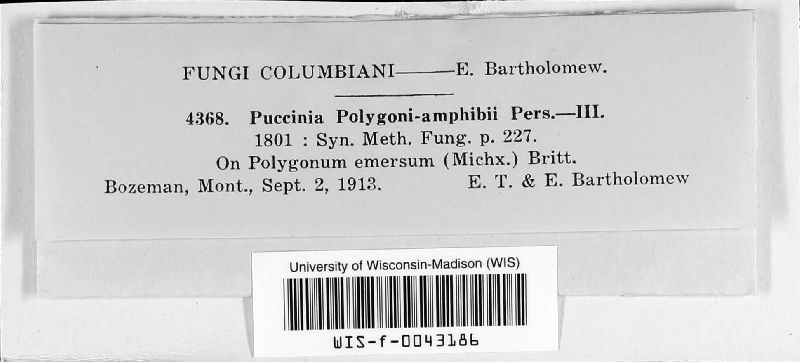 FUNGI COLUMBIANI——E. Bartholomew.
4368. Puccinia Polygoni-amphibii Pers.—III.
1801 : Syn. Meth. Fung. p. 227.
On Polygonum emersum (Michx.) Britt.
Bozeman, Mont., Sept. 2, 1913. E. T. & E. Bartholomew
University of Wisconsin-Madison (WIS)
WIS-f-0043186